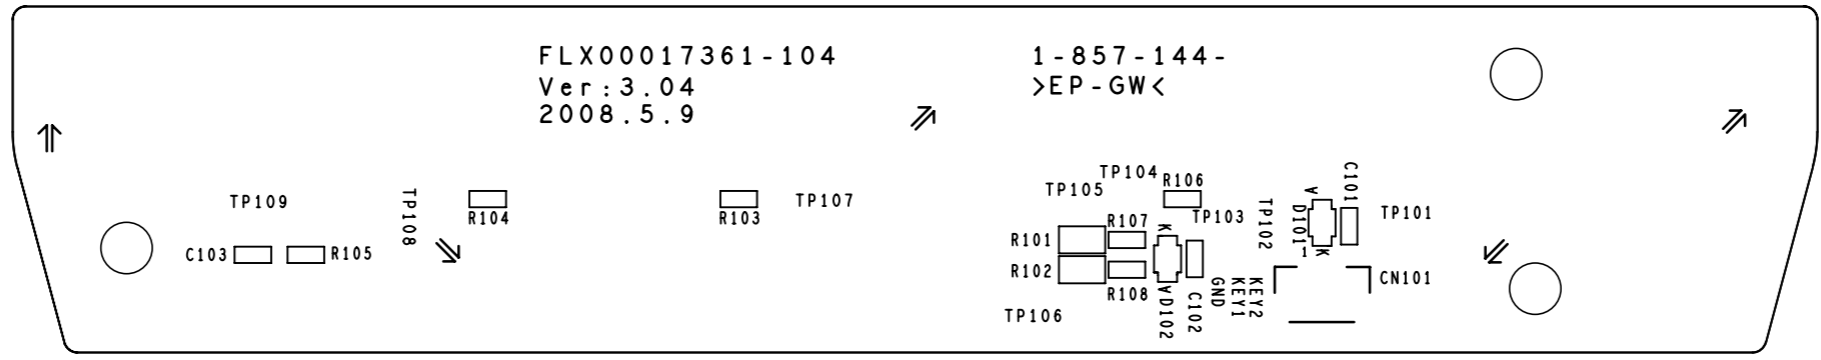 FLX00017361-104
Ver:3.04
2008.5.9
1-857-144-
>EP-GW<
TP109
TP108
C103
R105
R104
R103
TP107
TP105
TP104
R106
TP103
R101
R107
R102
R108
TP106
K
A
D102
C102
GND
KEY1
KEY2
TP102
A
D101
1
K
C101
TP101
CN101